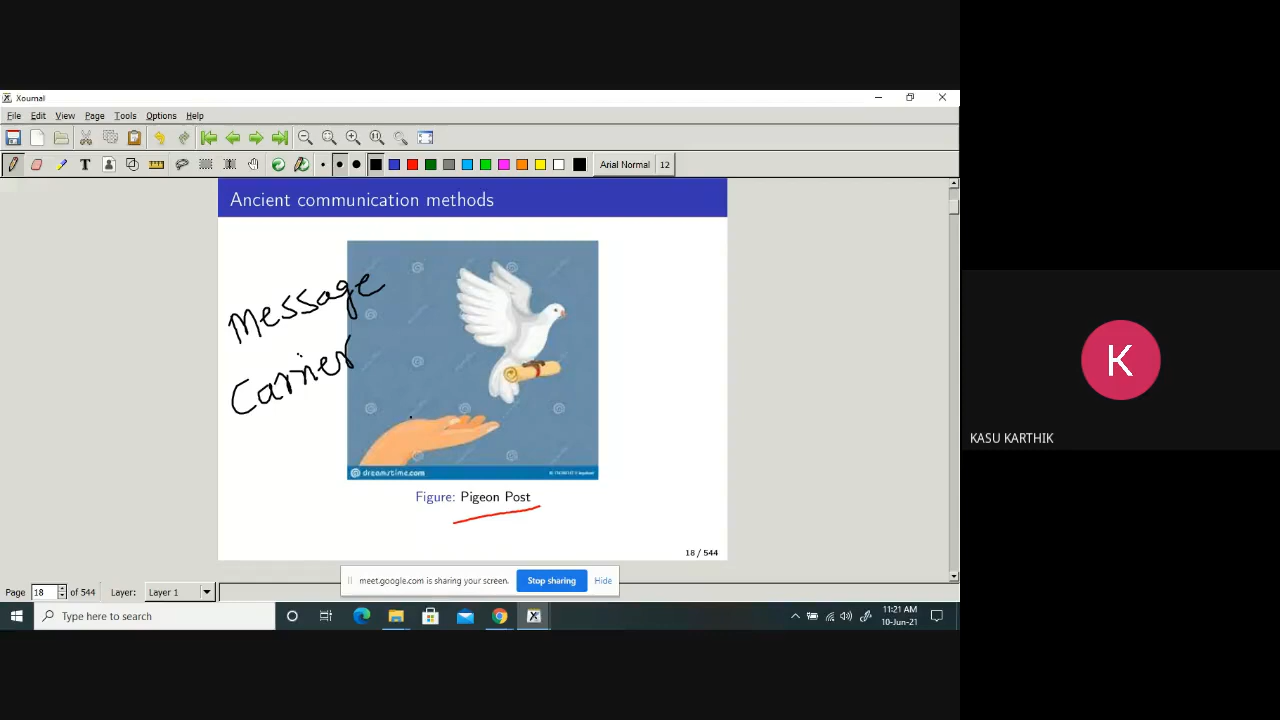 Xournal
File Edit View Page Tools Options Help
Arial Normal 12
Ancient communication methods
Message
Carrier
dreamstime.com
Figure: Pigeon Post
18 / 544
meet.google.com is sharing your screen. Stop sharing Hide
Page 18 of 544 Layer: Layer 1
Type here to search
11:21 AM
10-Jun-21
K
KASU KARTHIK